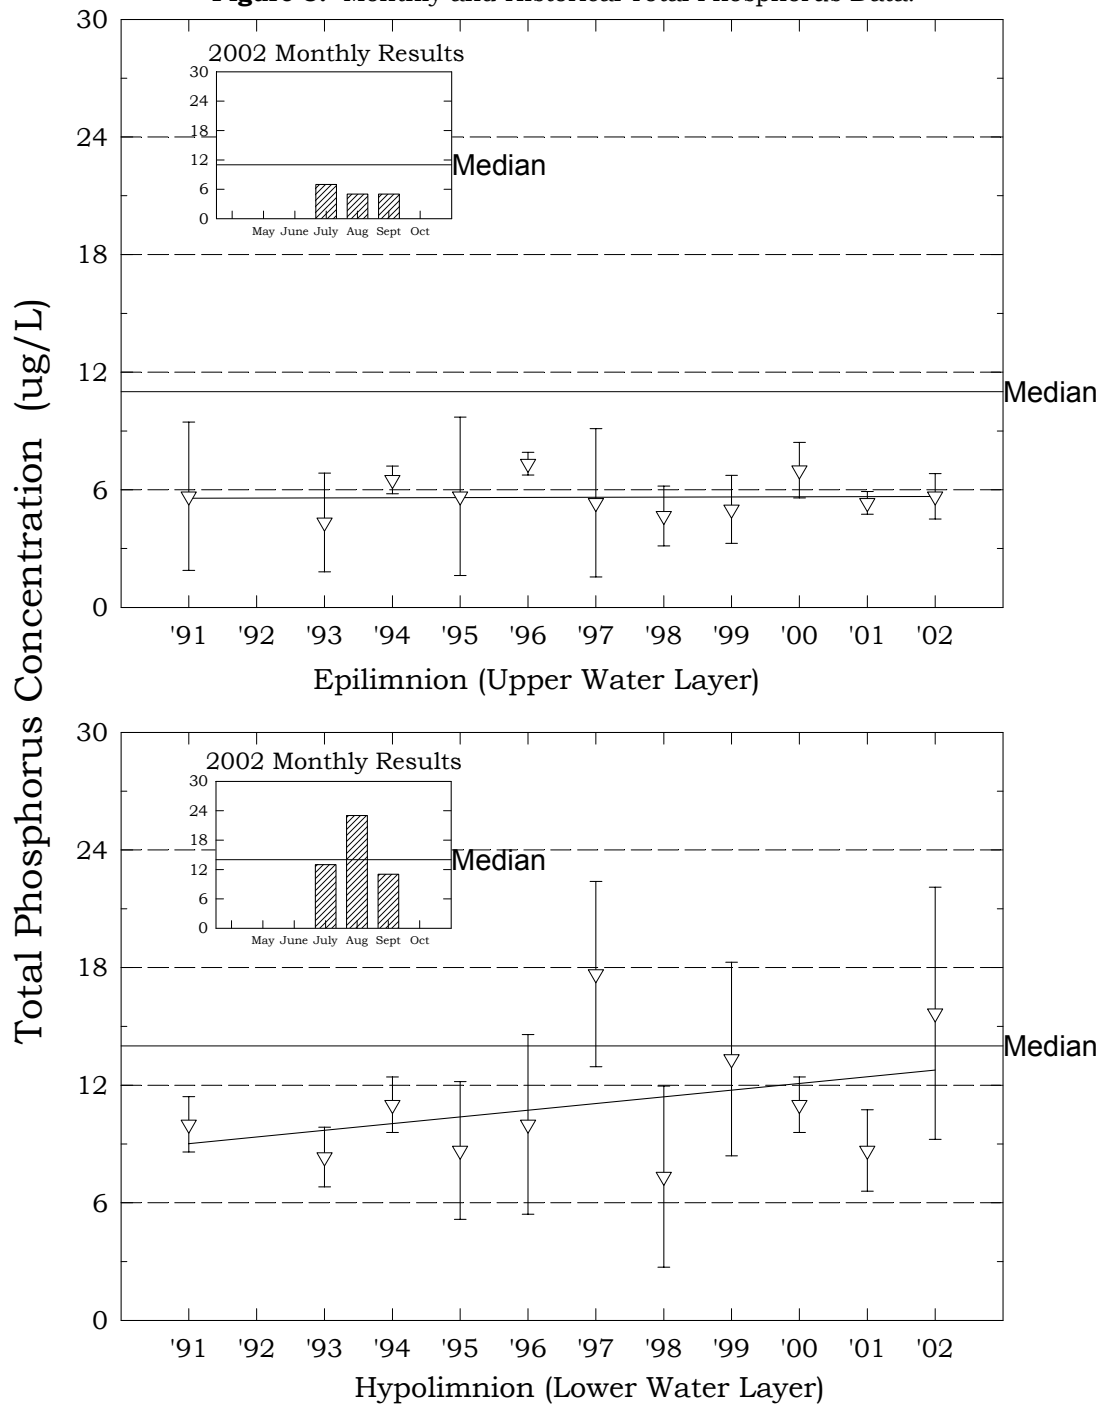 Figure 8. Monthly and Historical Total Phosphorus Data.
Total Phosphorus Concentration (ug/L)
30
24
18
12
6
0
2002 Monthly Results
30
24
18
12
6
0
Median
May June July Aug Sept Oct
Median
'91 '92 '93 '94 '95 '96 '97 '98 '99 '00 '01 '02
Epilimnion (Upper Water Layer)
30
24
18
12
6
0
2002 Monthly Results
30
24
18
12
6
0
Median
May June July Aug Sept Oct
Median
'91 '92 '93 '94 '95 '96 '97 '98 '99 '00 '01 '02
Hypolimnion (Lower Water Layer)